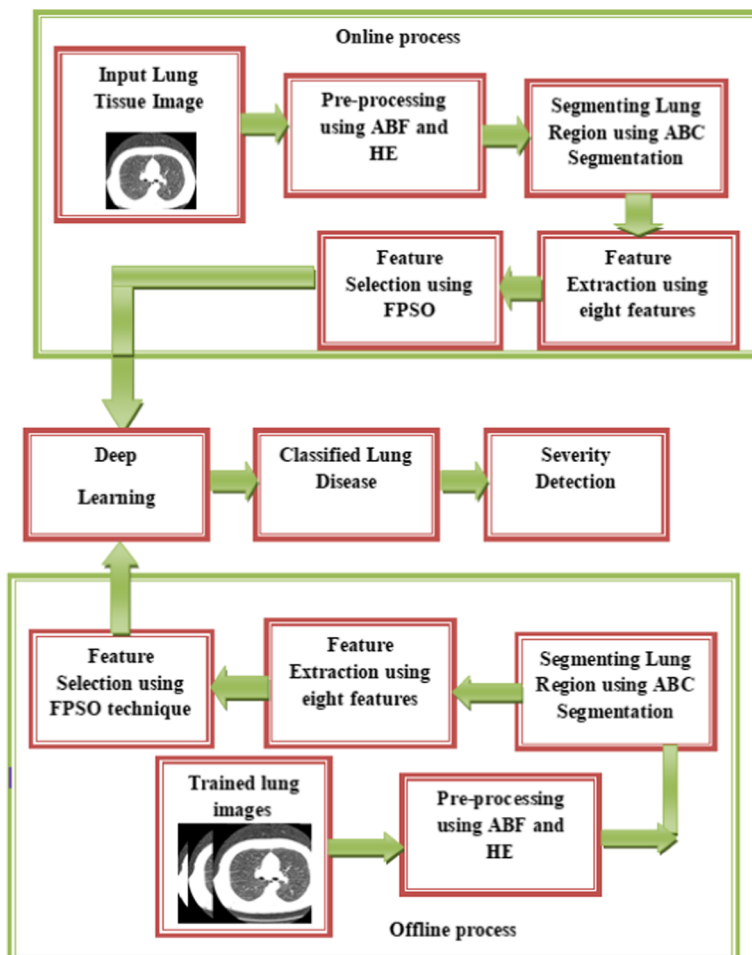 Online process
Input Lung
Tissue Image
Pre-processing
using ABF and
HE
Segmenting Lung
Region using ABC
Segmentation
Feature
Extraction using
eight features
Feature
Selection using
FPSO
Deep
Learning
Classified Lung
Disease
Severity
Detection
Feature
Selection using
FPSO technique
Feature
Extraction using
eight features
Segmenting Lung
Region using ABC
Segmentation
Trained lung
images
Pre-processing
using ABF and
HE
Offline process